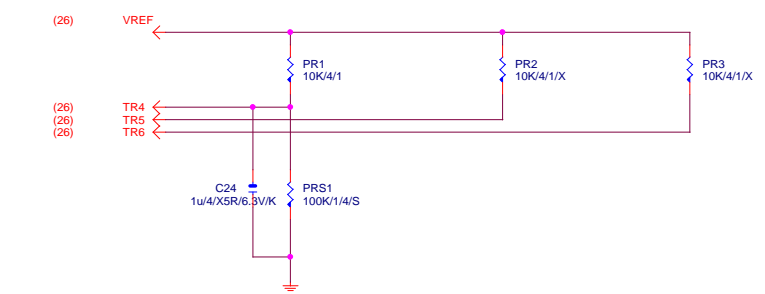 (26) VREF
PR1
10K/4/1
PR2
10K/4/1/X
PR3
10K/4/1/X
(26) TR4
(26) TR5
(26) TR6
C24
1u/4/X5R/6.3V/K
PRS1
100K/1/4/S